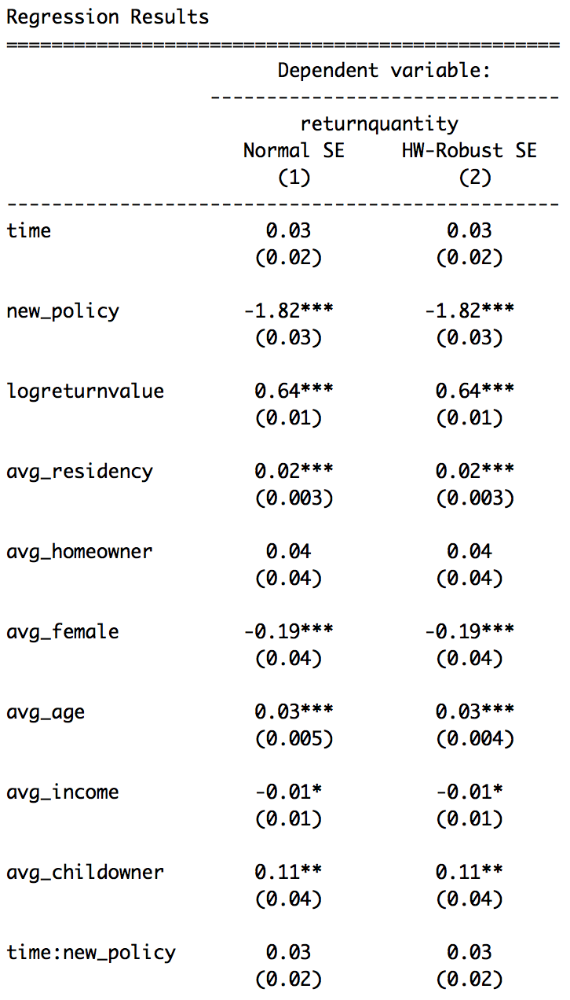 Regression Results
=================================================
Dependent variable:
-------------------------------
returnquantity
Normal SE HW-Robust SE
(1) (2)
-------------------------------------------------
time 0.03 0.03
(0.02) (0.02)
new_policy -1.82*** -1.82***
(0.03) (0.03)
logreturnvalue 0.64*** 0.64***
(0.01) (0.01)
avg_residency 0.02*** 0.02***
(0.003) (0.003)
avg_homeowner 0.04 0.04
(0.04) (0.04)
avg_female -0.19*** -0.19***
(0.04) (0.04)
avg_age 0.03*** 0.03***
(0.005) (0.004)
avg_income -0.01* -0.01*
(0.01) (0.01)
avg_childowner 0.11** 0.11**
(0.04) (0.04)
time:new_policy 0.03 0.03
(0.02) (0.02)